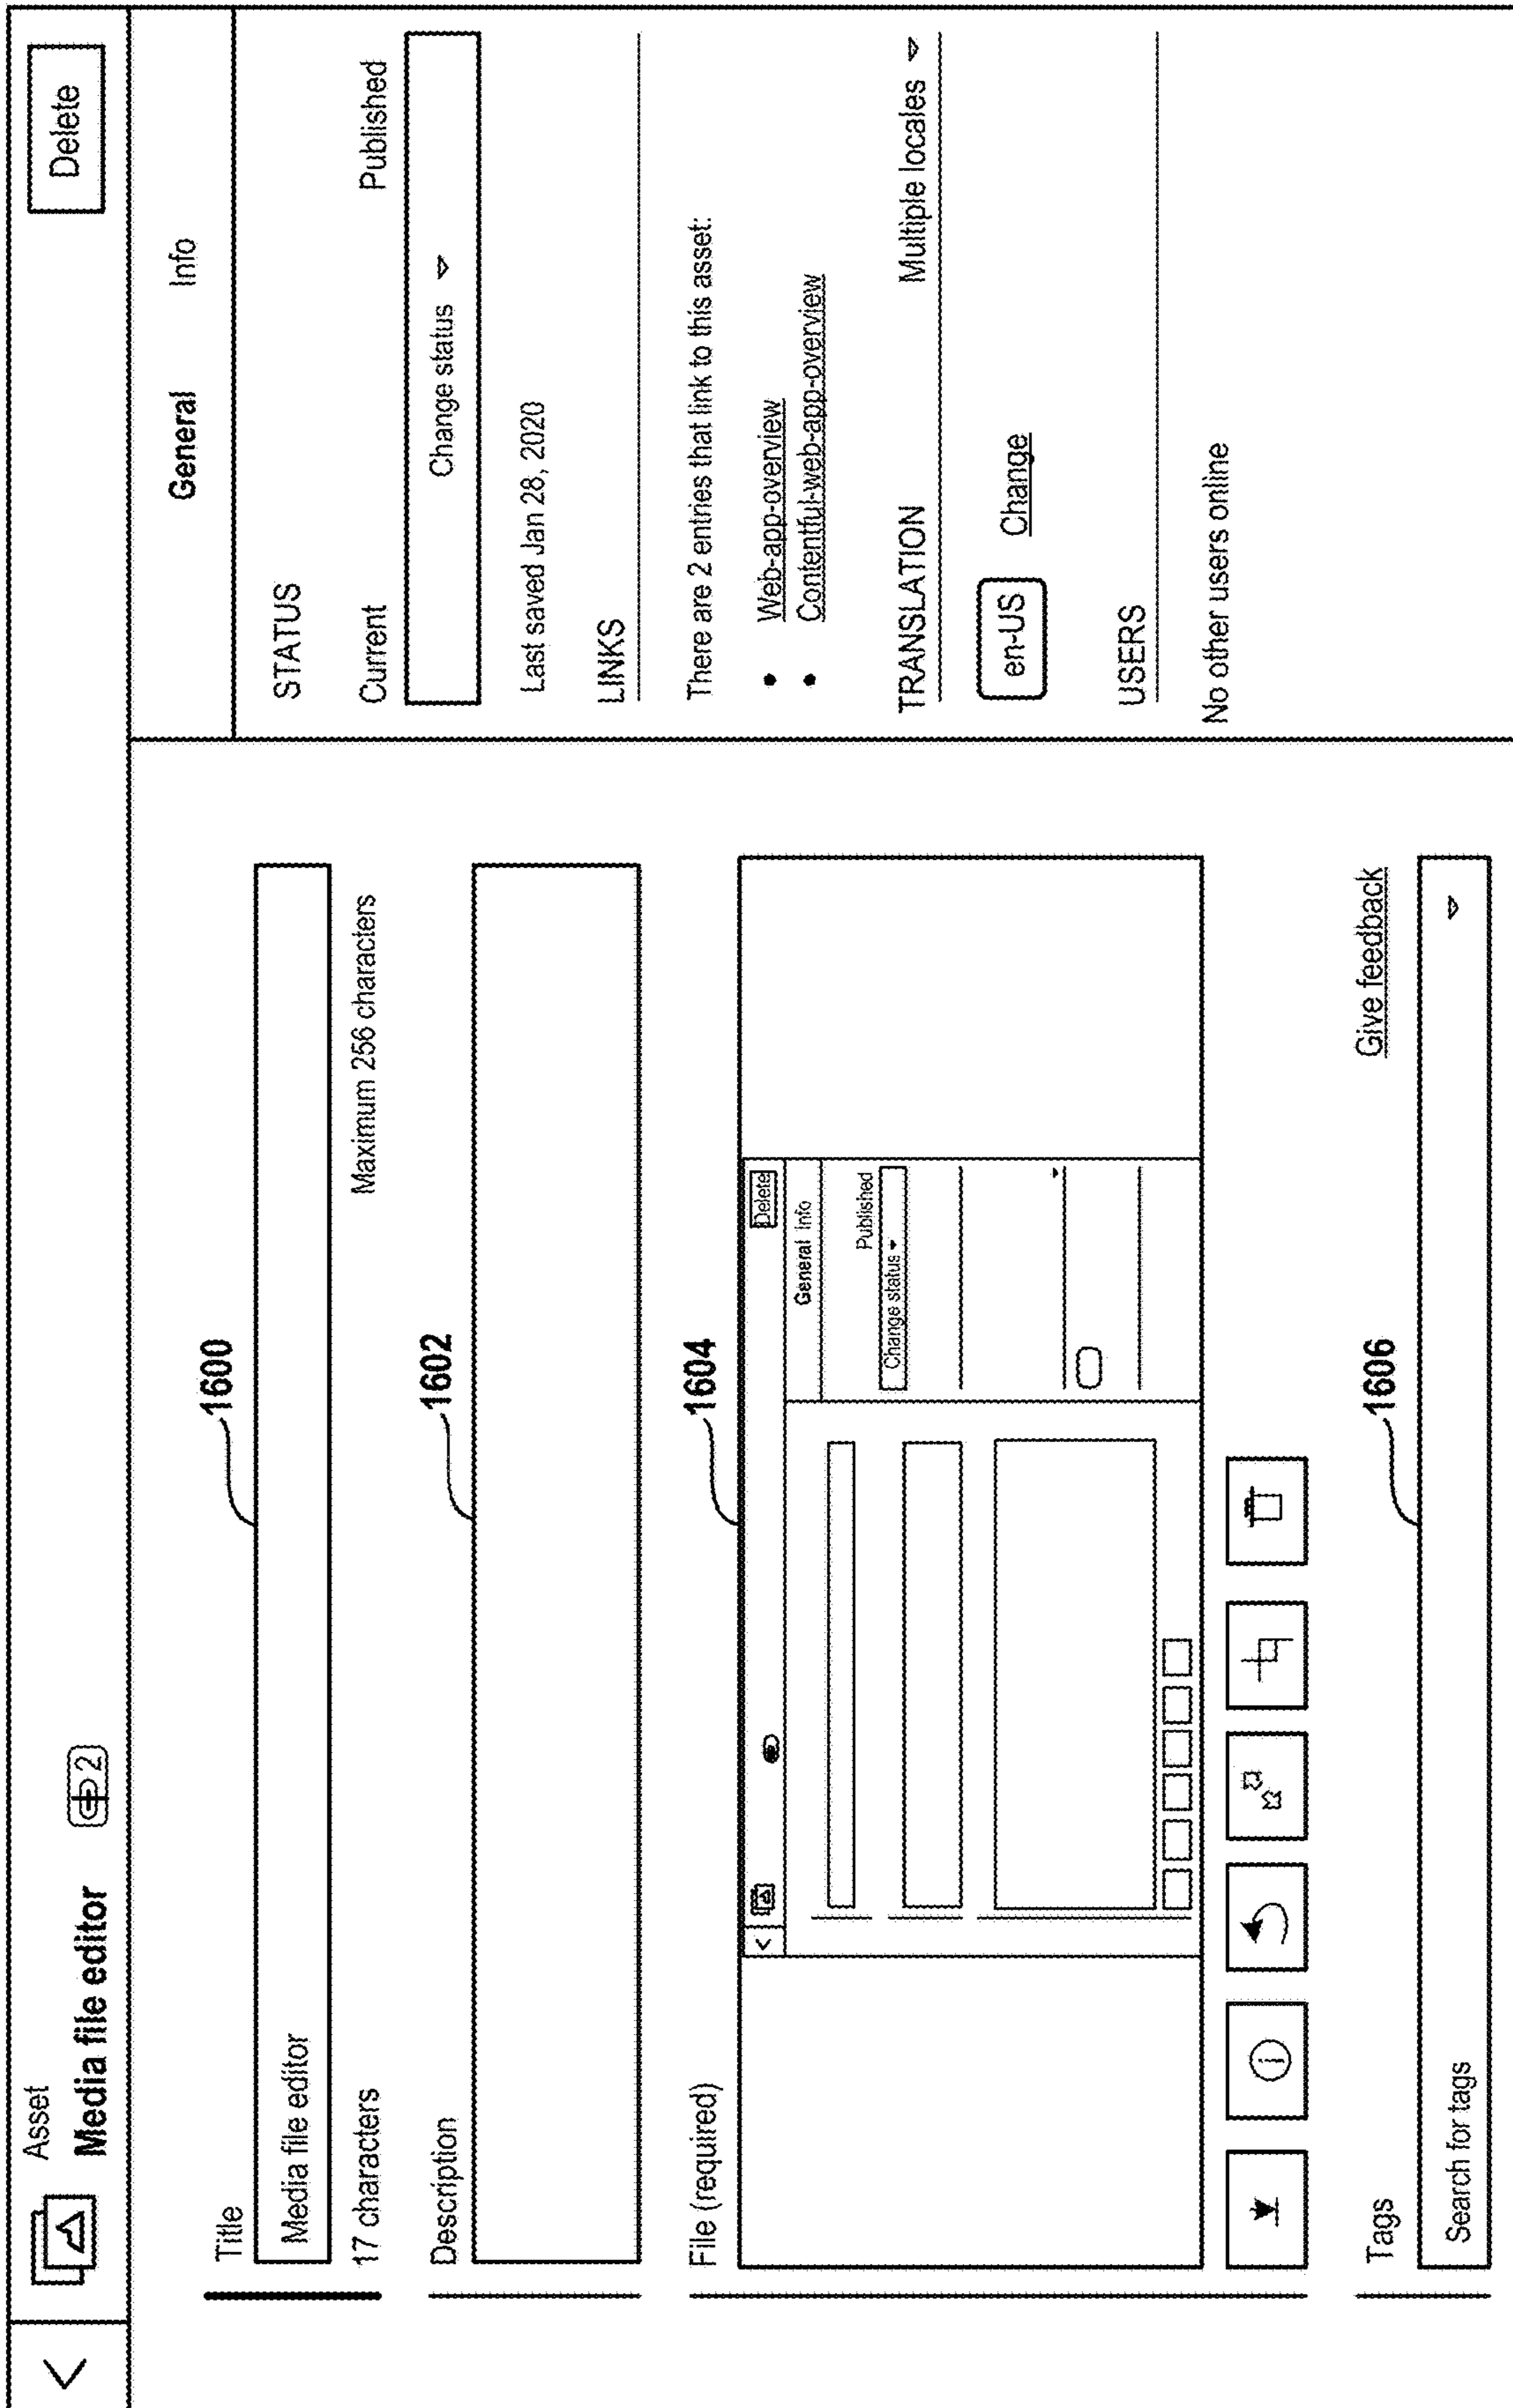 Asset
Media file editor
2
Delete
Title
1600
Media file editor
17 characters
Maximum 256 characters
Description
1602
File (required)
1604
Delete
General Info
Published
Change status
Tags
Give feedback
1606
Search for tags
General Info
STATUS
Current Published
Change status
Last saved Jan 28, 2020
LINKS
There are 2 entries that link to this asset:
• Web-app-overview
• Contentful-web-app-overview
TRANSLATION Multiple locales
en-US Change
USERS
No other users online